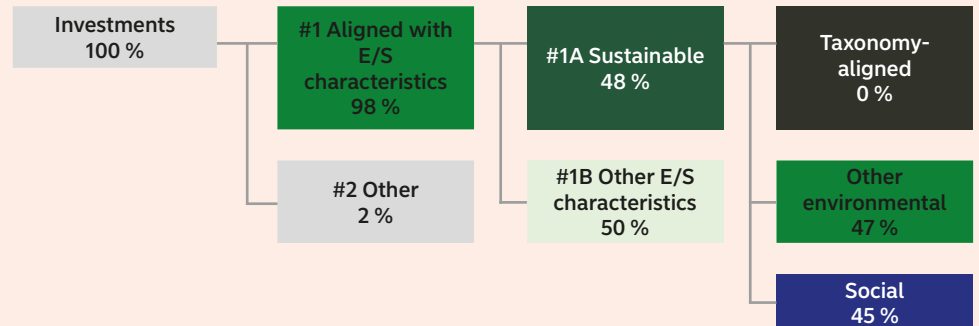 Investments
100 %
#1 Aligned with
E/S
characteristics
98 %
#1A Sustainable
48 %
Taxonomy-
aligned
0 %
#2 Other
2 %
#1B Other E/S
characteristics
50 %
Other
environmental
47 %
Social
45 %